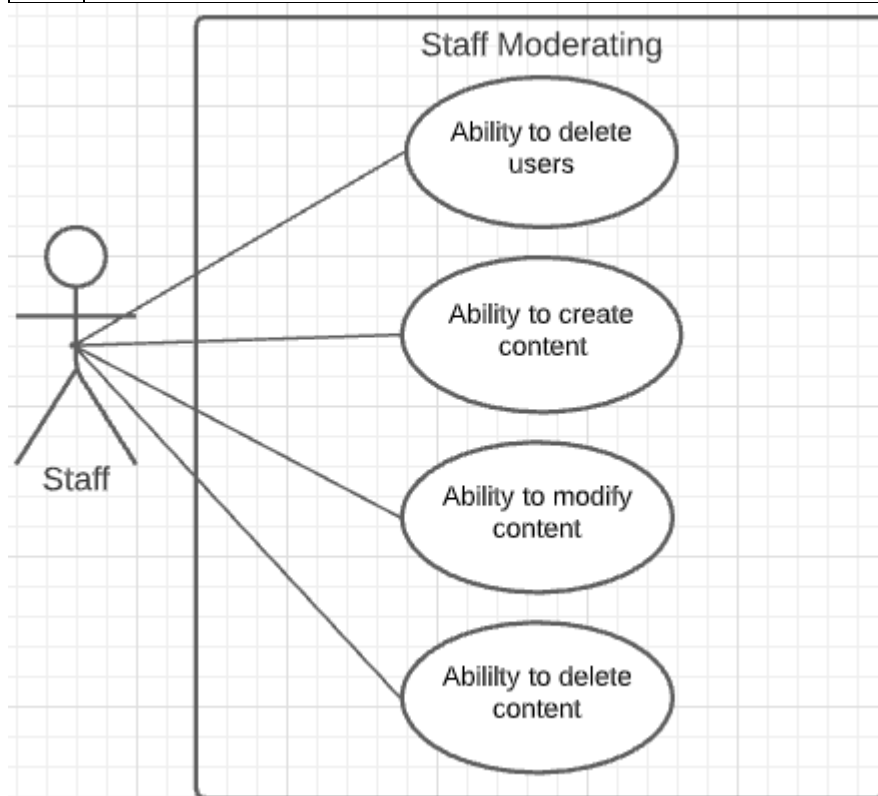 Staff Moderating
Ability to delete
users
Ability to create
content
Ability to modify
content
Staff
Abililty to delete
content